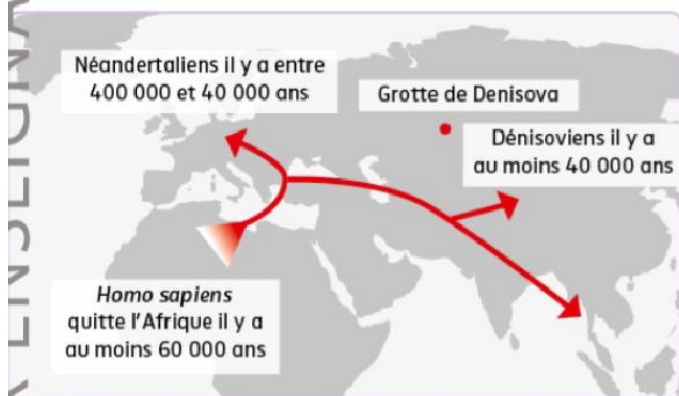 Néandertaliens il y a entre
400 000 et 40 000 ans
Grotte de Denisova
Dénisoviens il y a
au moins 40 000 ans
Homo sapiens
quitte l'Afrique il y a
au moins 60 000 ans